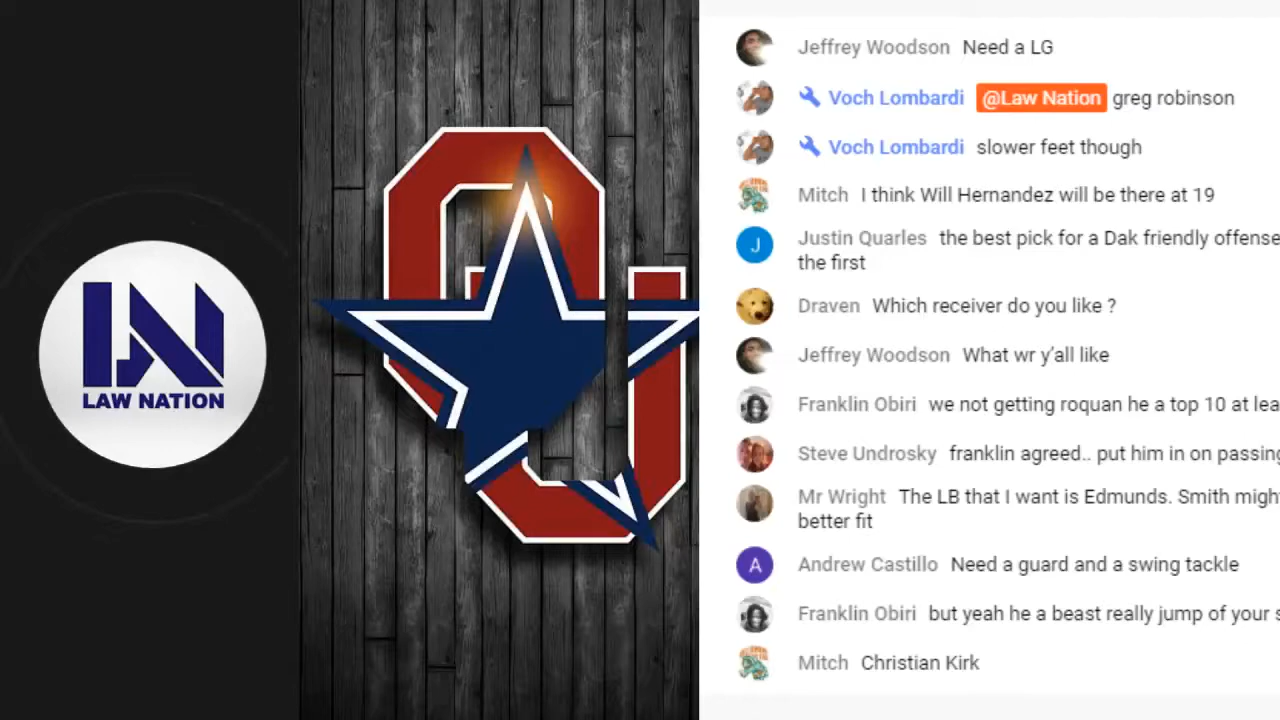 LAW NATION
Jeffrey Woodson Need a LG
Voch Lombardi @Law Nation greg robinson
Voch Lombardi slower feet though
Mitch I think Will Hernandez will be there at 19
J Justin Quarles the best pick for a Dak friendly offense
the first
Draven Which receiver do you like ?
Jeffrey Woodson What wr y'all like
Franklin Obiri we not getting roquan he a top 10 at lea
Steve Undrosky franklin agreed.. put him in on passing
Mr Wright The LB that I want is Edmunds. Smith migh
better fit
A Andrew Castillo Need a guard and a swing tackle
Franklin Obiri but yeah he a beast really jump of your s
Mitch Christian Kirk